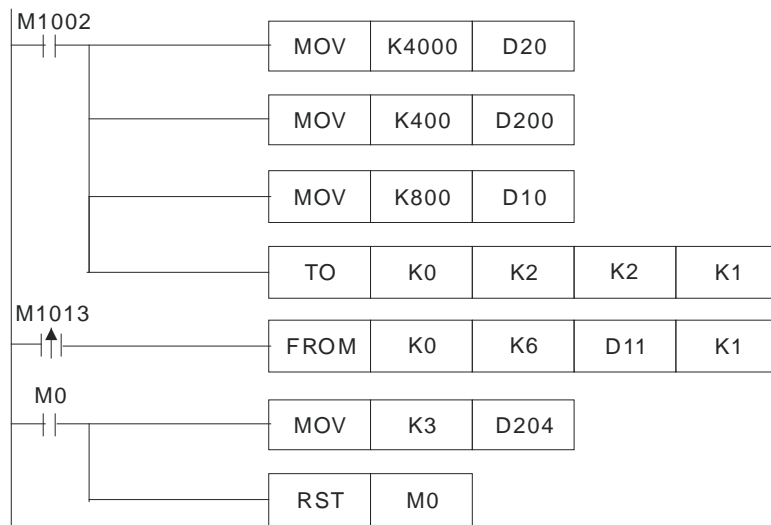 M1002
MOV K4000 D20
MOV K400 D200
MOV K800 D10
TO K0 K2 K2 K1
M1013
FROM K0 K6 D11 K1
M0
MOV K3 D204
RST M0